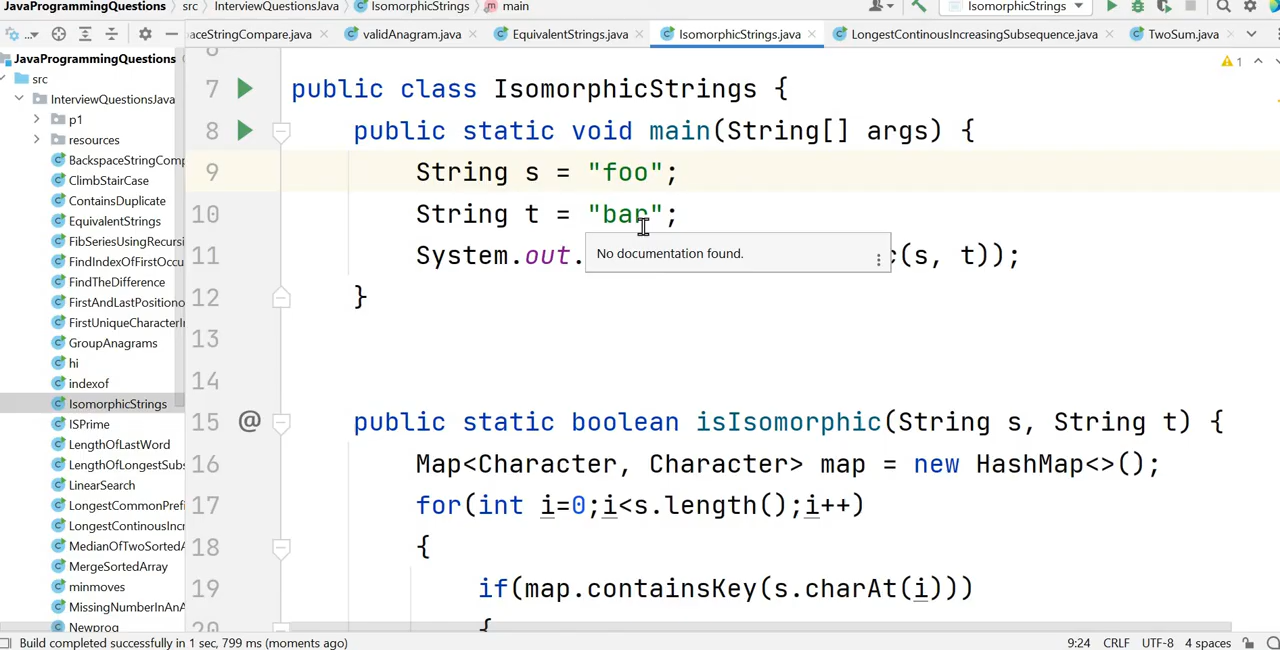 JavaProgrammingQuestions src InterviewQuestionsJava IsomorphicStrings main IsomorphicStrings
aceStringCompare.java validAnagram.java EquivalentStrings.java IsomorphicStrings.java LongestContinousIncreasingSubsequence.java TwoSum.java
JavaProgrammingQuestions
src
InterviewQuestionsJava
p1
resources
BackspaceStringComp
ClimbStairCase
ContainsDuplicate
EquivalentStrings
FibSeriesUsingRecursi
FindIndexOfFirstOccu
FindTheDifference
FirstAndLastPositiono
FirstUniqueCharacterIn
GroupAnagrams
hi
indexof
IsomorphicStrings
ISPrime
LengthOfLastWord
LengthOfLongestSubs
LinearSearch
LongestCommonPrefi
LongestContinousIncr
MedianOfTwoSortedA
MergeSortedArray
minmoves
MissingNumberInAnA
Newprog
6
7 public class IsomorphicStrings {
8 public static void main(String[] args) {
9 String s = "foo";
10 String t = "bar";
11 System.out. c(s, t));
No documentation found.
12 }
13
14
15 @ public static boolean isIsomorphic(String s, String t) {
16 Map<Character, Character> map = new HashMap<>();
17 for(int i=0;i<s.length();i++)
18 {
19 if(map.containsKey(s.charAt(i)))
20 {
1
Build completed successfully in 1 sec, 799 ms (moments ago) 9:24 CRLF UTF-8 4 spaces